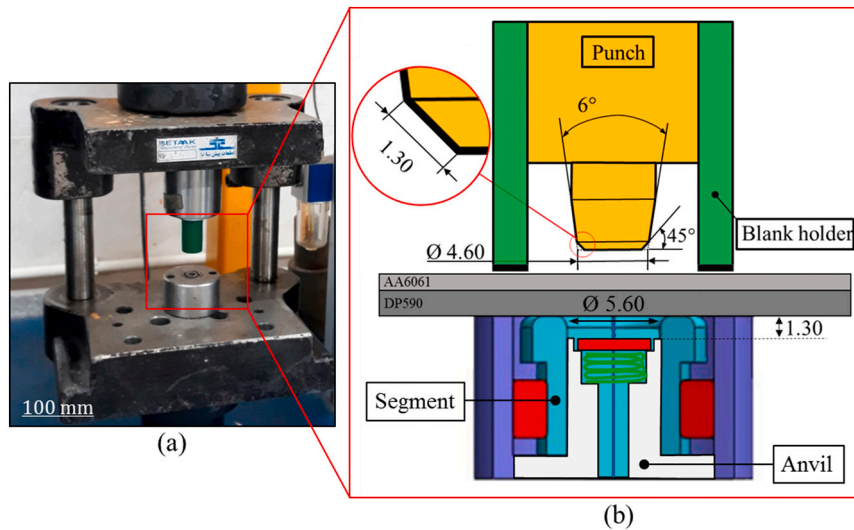 SETAAK
100 mm
(a)
Punch
6°
1.30
45°
Blank holder
Ø 4.60
AA6061
DP590
Ø 5.60
1.30
Segment
Anvil
(b)